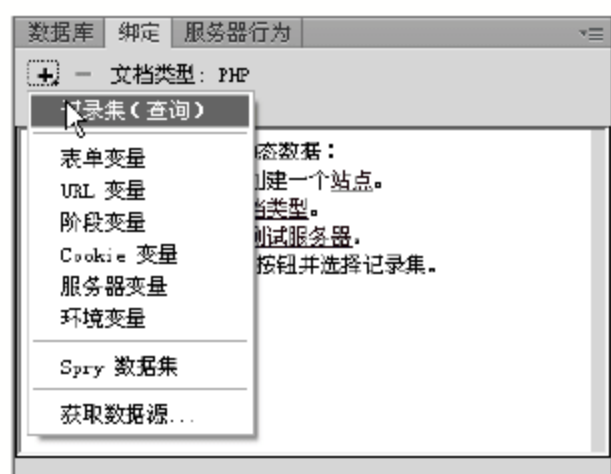 数据库 绑定 服务器行为
文档类型: PHP
记录集(查询)
表单变量
URL 变量
阶段变量
Cookie 变量
服务器变量
环境变量
Spry 数据集
获取数据源...
态数据:
建一个站点。
类型。
试服务器.
按钮并选择记录集。